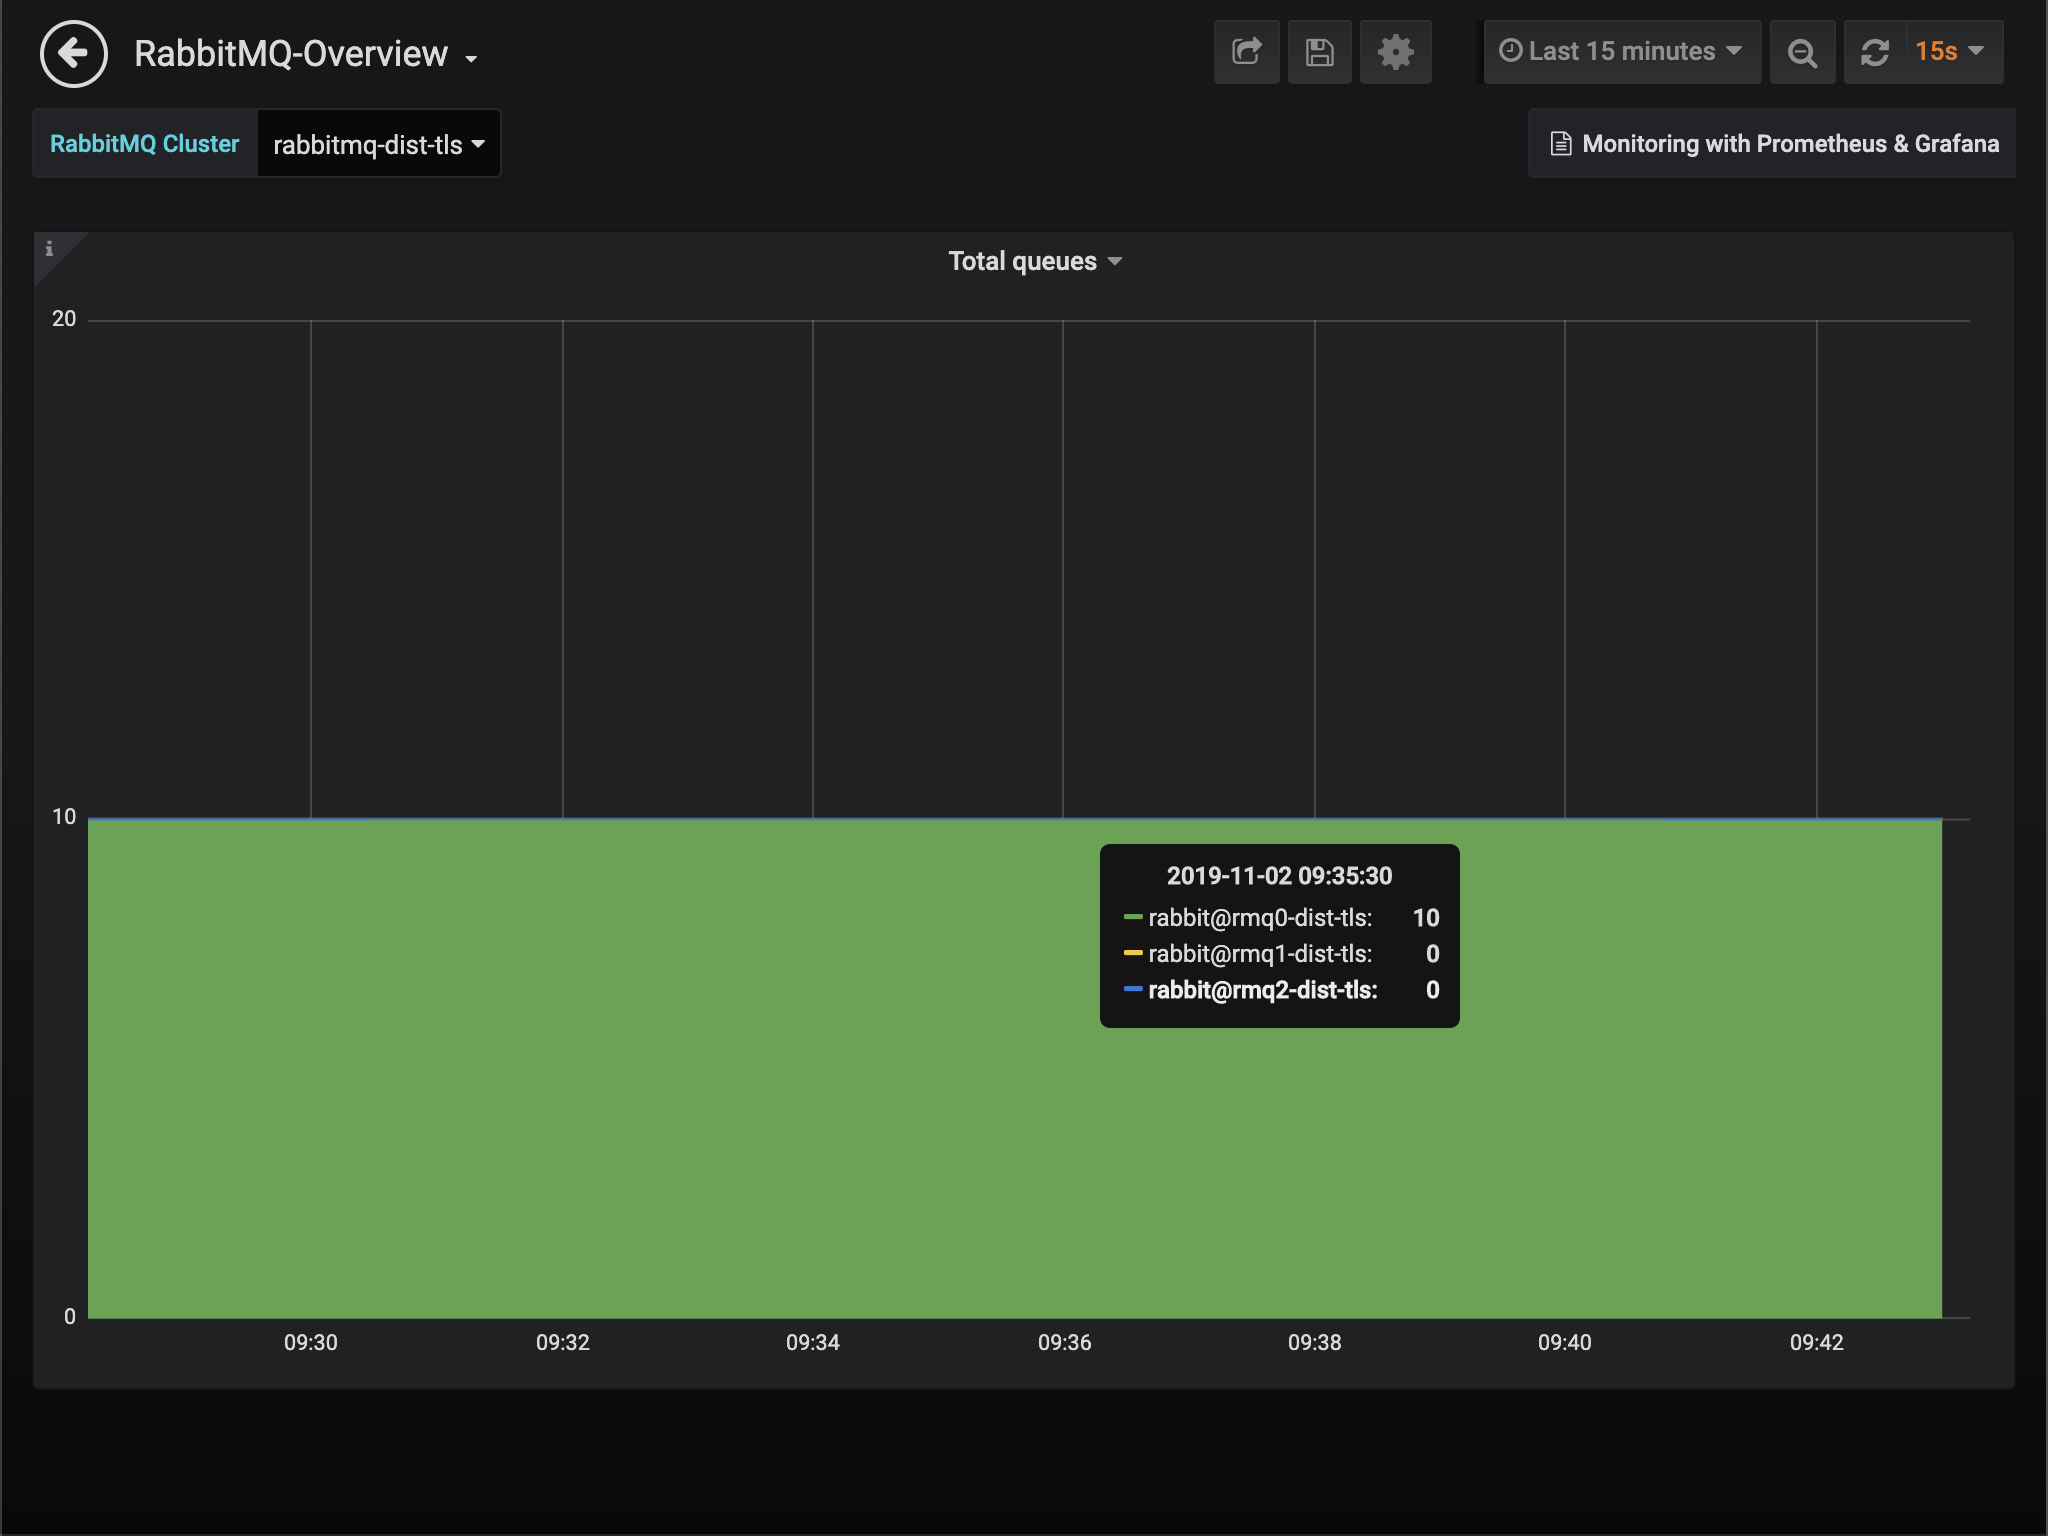 RabbitMQ-Overview
Last 15 minutes
15s
RabbitMQ Cluster
rabbitmq-dist-tls
Monitoring with Prometheus & Grafana
i
Total queues
20
10
0
2019-11-02 09:35:30
rabbit@rmq0-dist-tls: 10
rabbit@rmq1-dist-tls: 0
rabbit@rmq2-dist-tls: 0
09:30 09:32 09:34 09:36 09:38 09:40 09:42